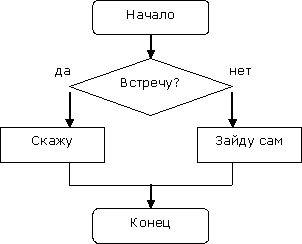 Начало
да
нет
Встречу?
Скажу
Зайду сам
Конец